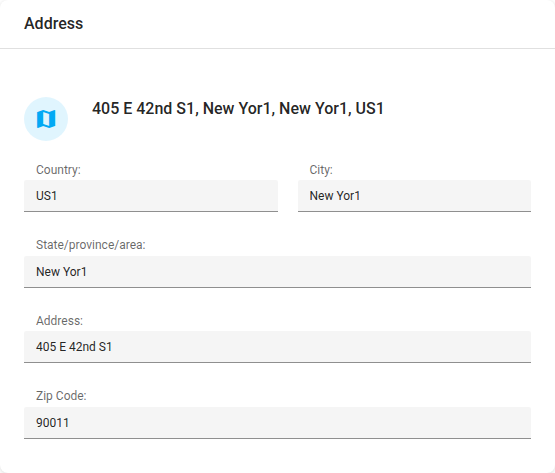 Address
405 E 42nd S1, New Yor1, New Yor1, US1
Country:
City:
US1
New Yor1
State/province/area:
New Yor1
Address:
405 E 42nd S1
Zip Code:
90011